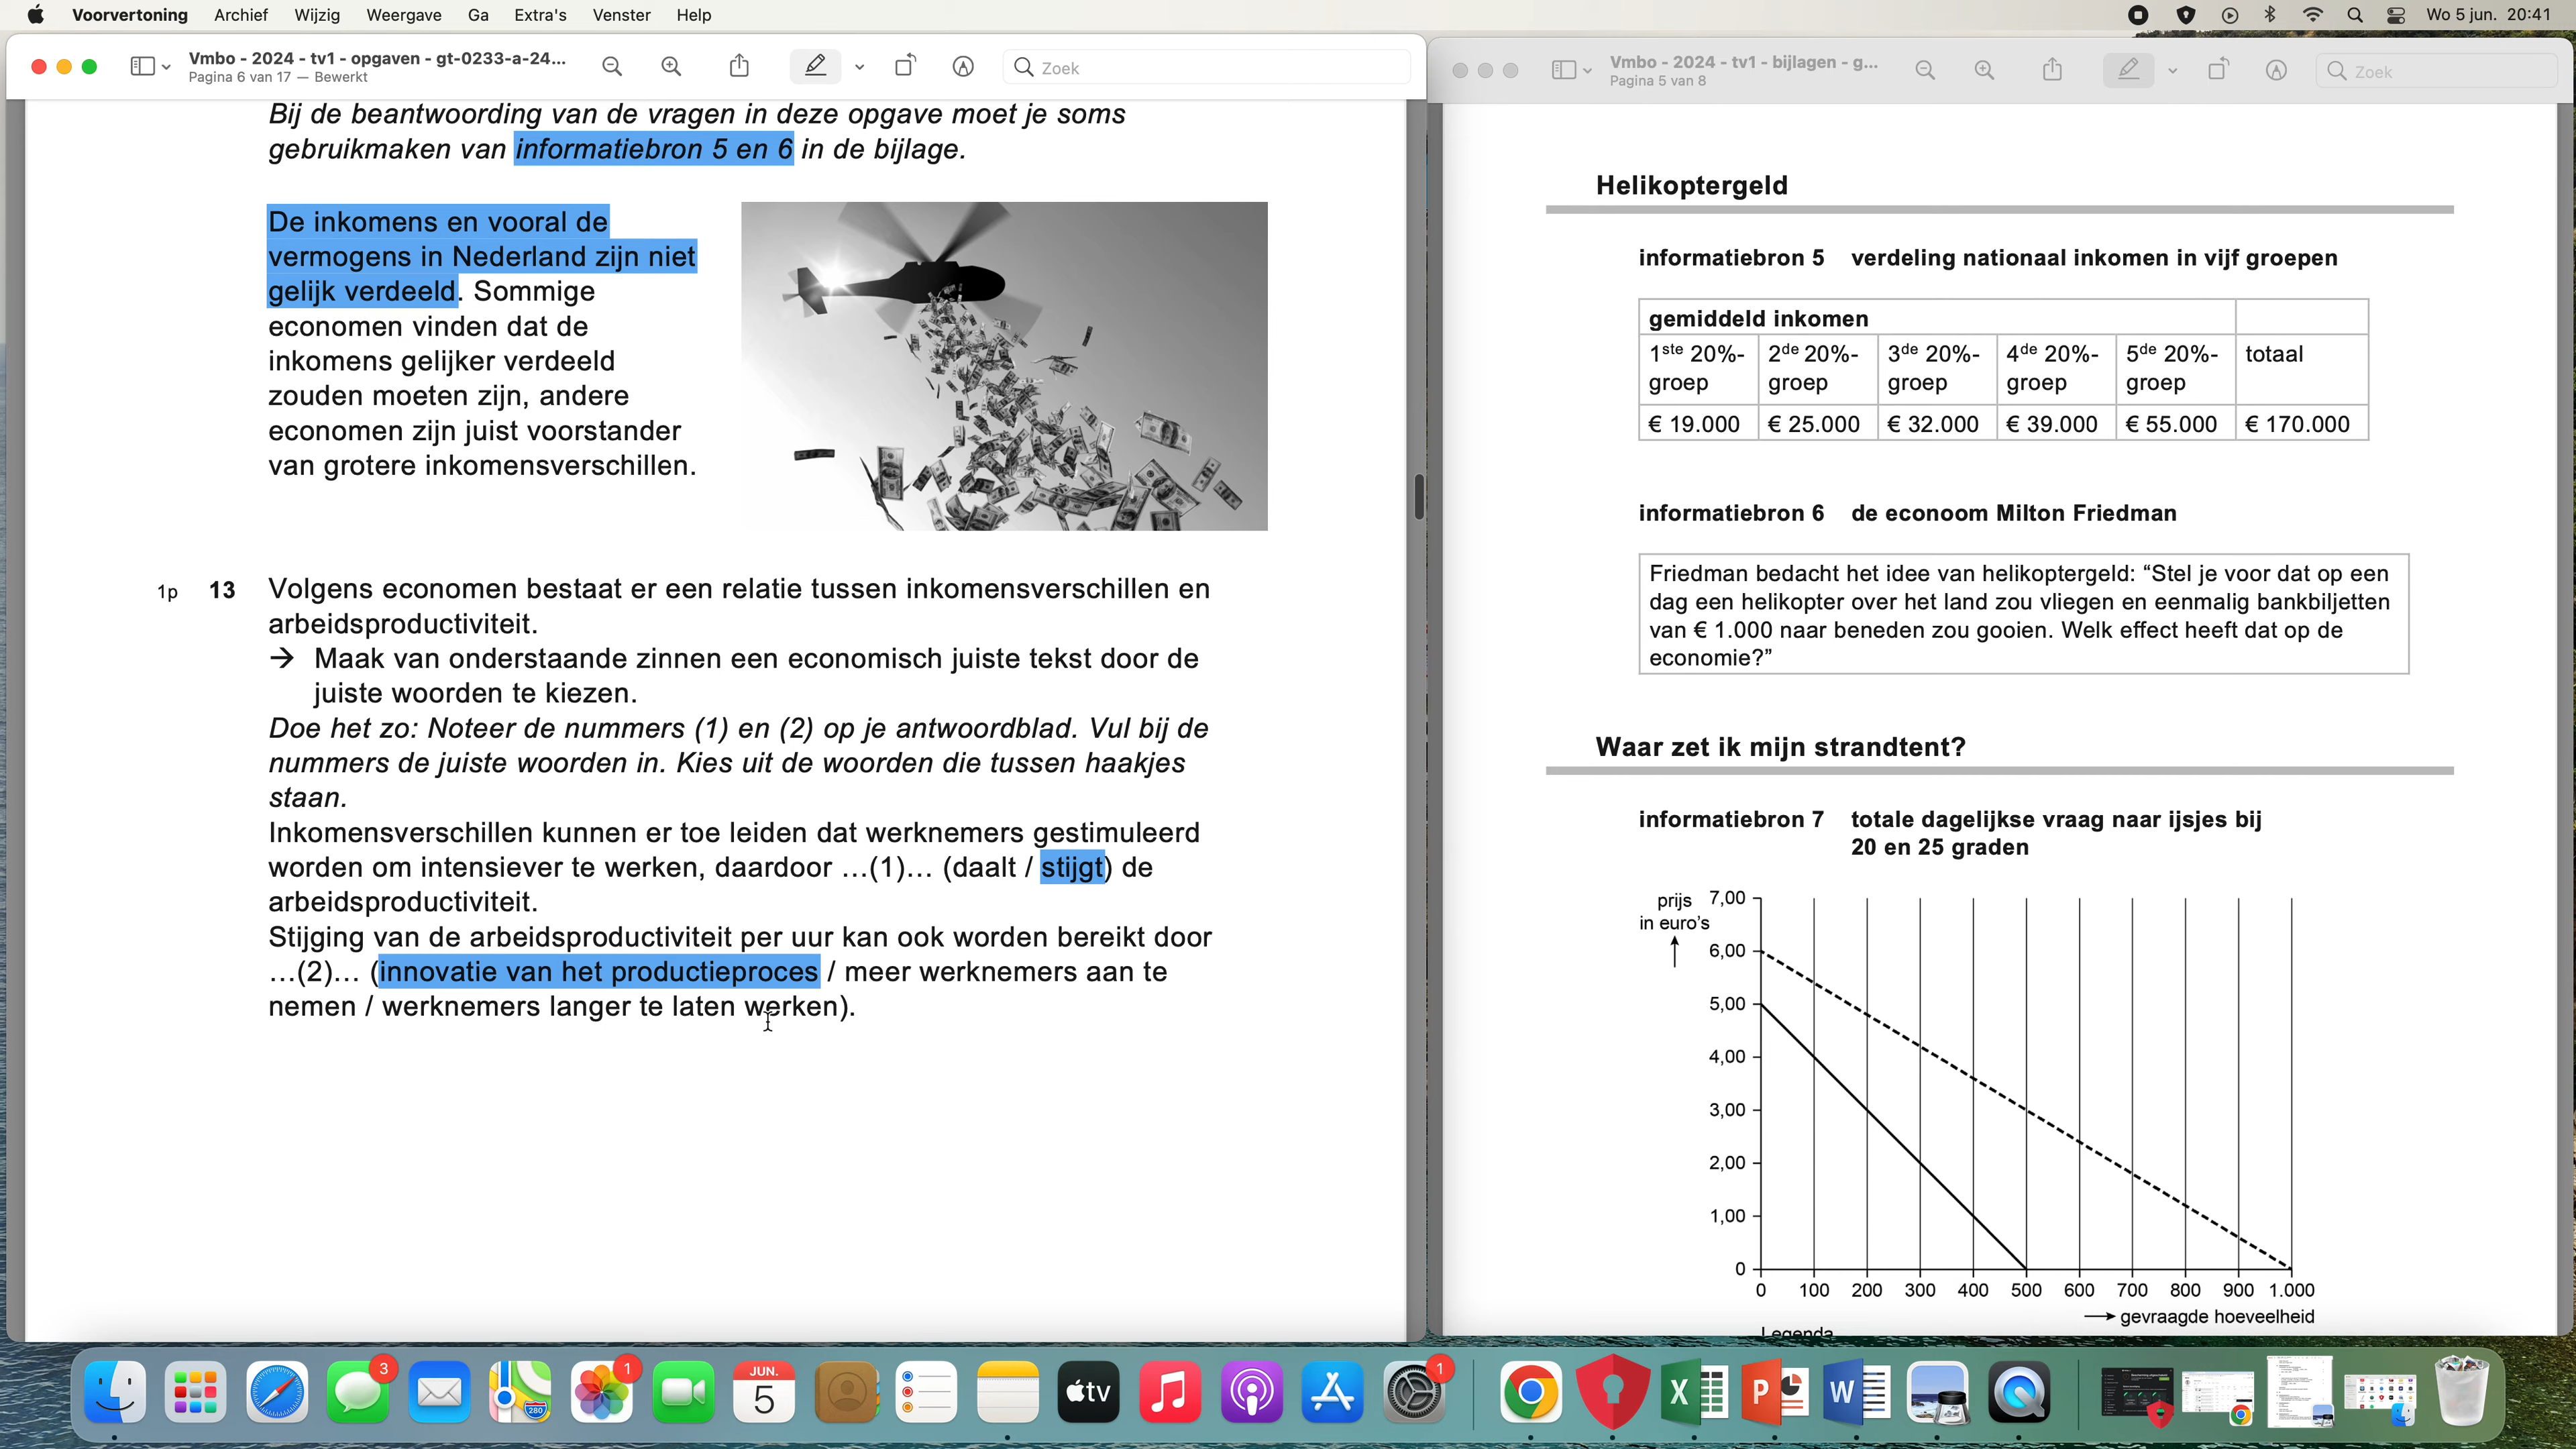 Voorvertoning Archief Wijzig Weergave Ga Extra's Venster Help
Wo 5 jun. 20:41
Vmbo - 2024 - tv1 - opgaven - gt-0233-a-24...
Pagina 6 van 17 — Bewerkt
Zoek
Bij de beantwoording van de vragen in deze opgave moet je soms
gebruikmaken van informatiebron 5 en 6 in de bijlage.
De inkomens en vooral de
vermogens in Nederland zijn niet
gelijk verdeeld. Sommige
economen vinden dat de
inkomens gelijker verdeeld
zouden moeten zijn, andere
economen zijn juist voorstander
van grotere inkomensverschillen.
1p 13 Volgens economen bestaat er een relatie tussen inkomensverschillen en
arbeidsproductiviteit.
→ Maak van onderstaande zinnen een economisch juiste tekst door de
juiste woorden te kiezen.
Doe het zo: Noteer de nummers (1) en (2) op je antwoordblad. Vul bij de
nummers de juiste woorden in. Kies uit de woorden die tussen haakjes
staan.
Inkomensverschillen kunnen er toe leiden dat werknemers gestimuleerd
worden om intensiever te werken, daardoor …(1)… (daalt / stijgt) de
arbeidsproductiviteit.
Stijging van de arbeidsproductiviteit per uur kan ook worden bereikt door
…(2)… (innovatie van het productieproces / meer werknemers aan te
nemen / werknemers langer te laten werken).
Vmbo - 2024 - tv1 - bijlagen - g...
Pagina 5 van 8
Zoek
Helikoptergeld
informatiebron 5 verdeling nationaal inkomen in vijf groepen
gemiddeld inkomen
1ste 20%- 2de 20%- 3de 20%- 4de 20%- 5de 20%- totaal
groep groep groep groep groep
€ 19.000 € 25.000 € 32.000 € 39.000 € 55.000 € 170.000
informatiebron 6 de econoom Milton Friedman
Friedman bedacht het idee van helikoptergeld: “Stel je voor dat op een
dag een helikopter over het land zou vliegen en eenmalig bankbiljetten
van € 1.000 naar beneden zou gooien. Welk effect heeft dat op de
economie?”
Waar zet ik mijn strandtent?
informatiebron 7 totale dagelijkse vraag naar ijsjes bij
20 en 25 graden
prijs
in euro’s
7,00
6,00
5,00
4,00
3,00
2,00
1,00
0
0 100 200 300 400 500 600 700 800 900 1.000
→ gevraagde hoeveelheid
Legenda
3
280
1
JUN.
5
tv
1
X
P
W